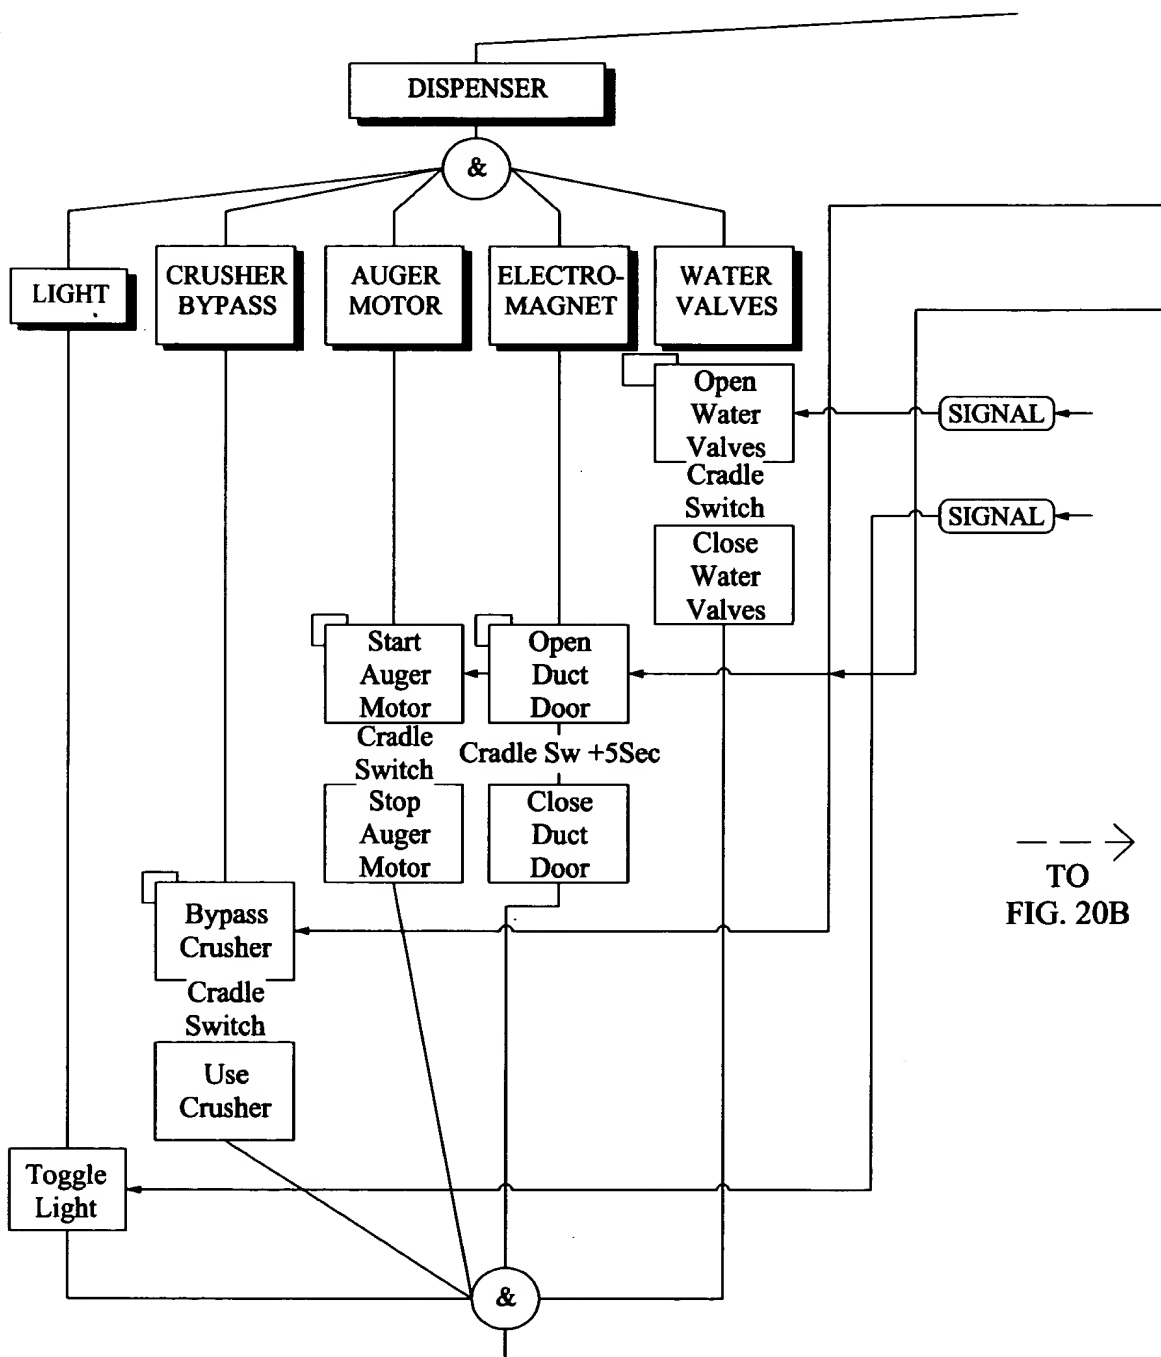 DISPENSER
&
LIGHT
CRUSHER
BYPASS
AUGER
MOTOR
ELECTRO-
MAGNET
WATER
VALVES
Open
Water
Valves
SIGNAL
Cradle
Switch
SIGNAL
Close
Water
Valves
Start
Auger
Motor
Open
Duct
Door
Cradle
Switch
Cradle Sw +5Sec
Stop
Auger
Motor
Close
Duct
Door
TO
FIG. 20B
Bypass
Crusher
Cradle
Switch
Use
Crusher
Toggle
Light
&